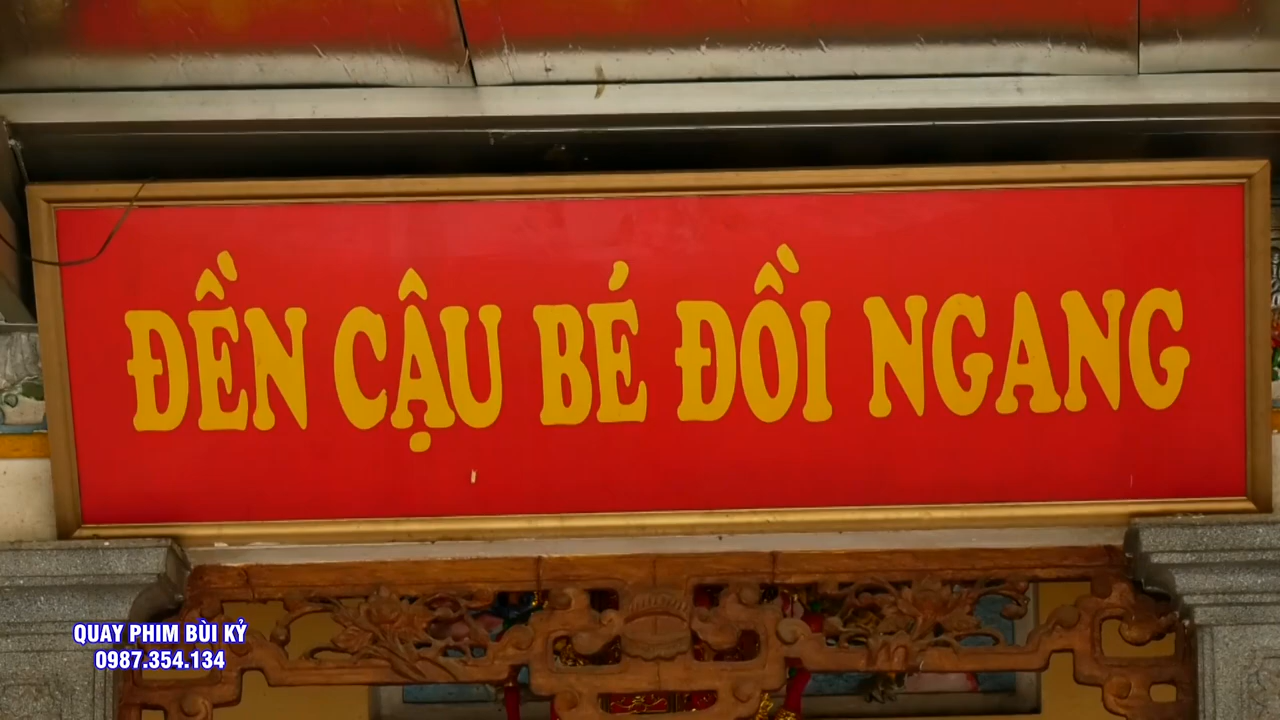 ĐỀN CẬU BÉ ĐỒI NGANG
QUAY PHIM BÙI KỶ
0987.354.134